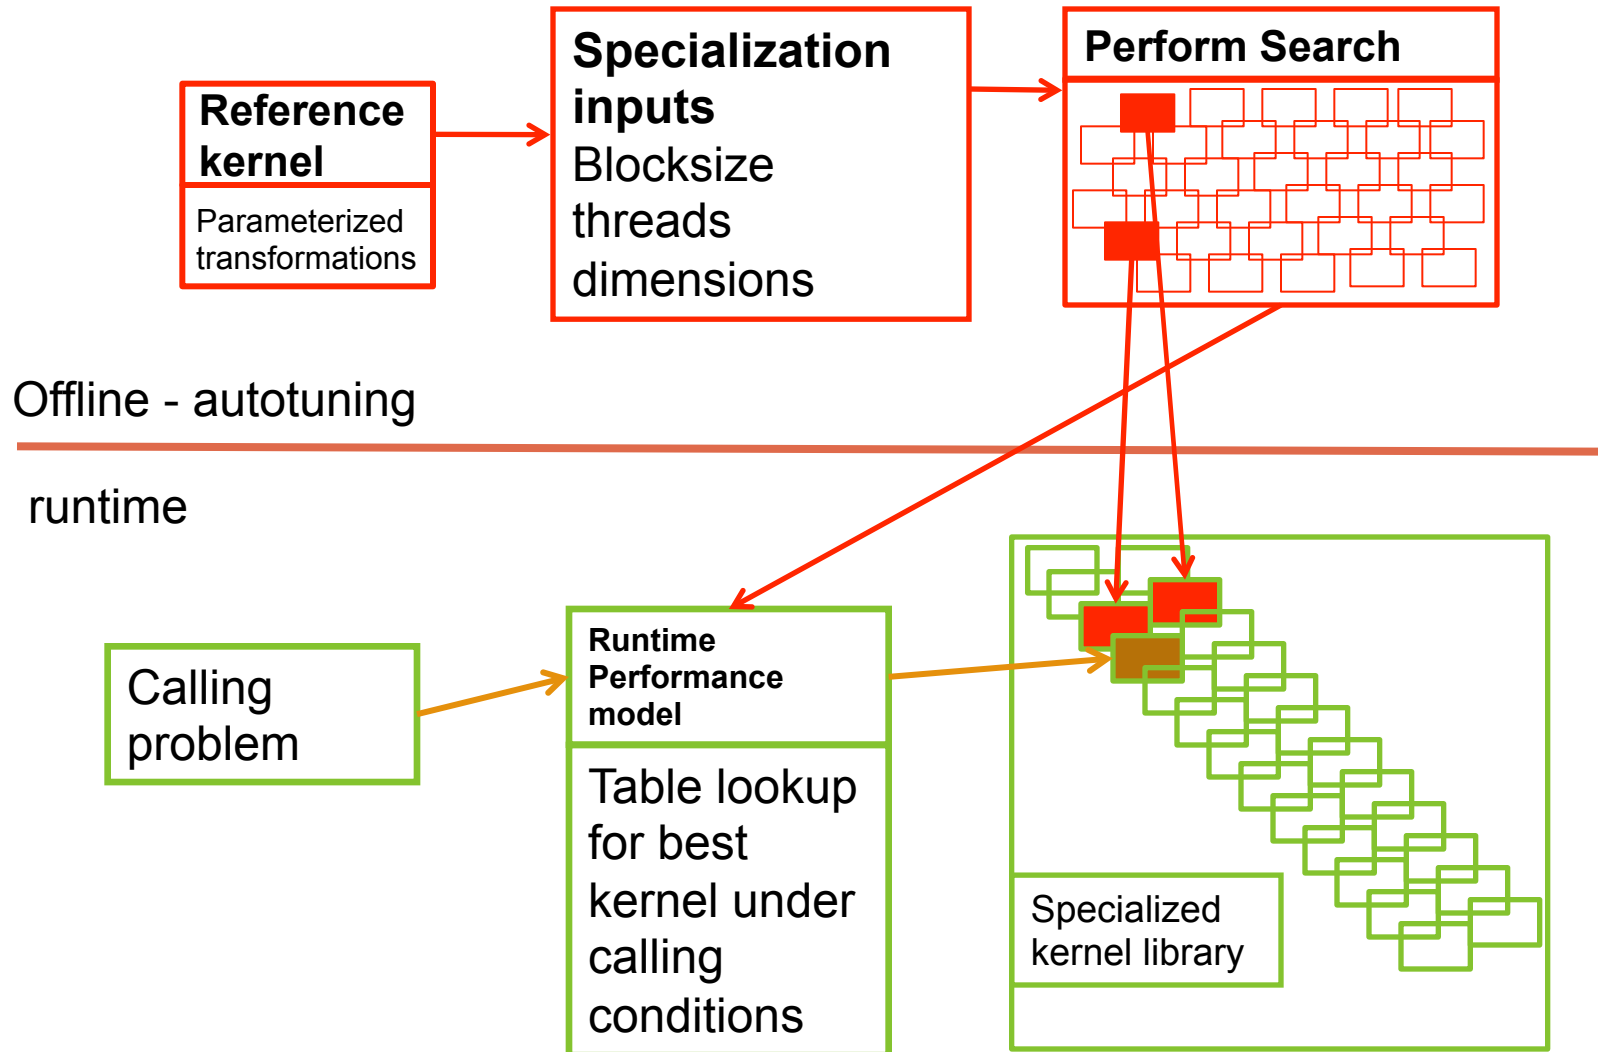 Reference
kernel
Parameterized
transformations
Specialization
inputs
Blocksize
threads
dimensions
Perform Search
Offline - autotuning
runtime
Calling
problem
Runtime
Performance
model
Table lookup
for best
kernel under
calling
conditions
Specialized
kernel library